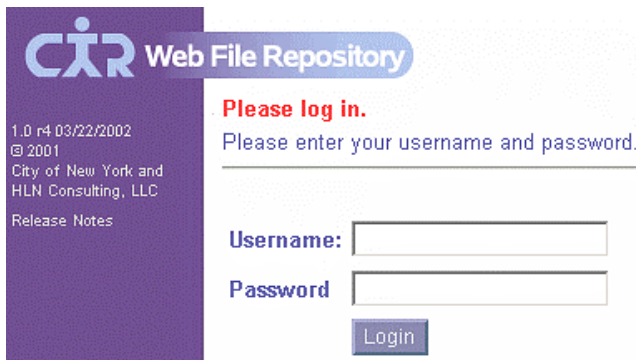 CIR Web File Repository
1.0 r4 03/22/2002
© 2001
City of New York and
HLN Consulting, LLC
Release Notes
Please log in.
Please enter your username and password.
Username:
Password
Login